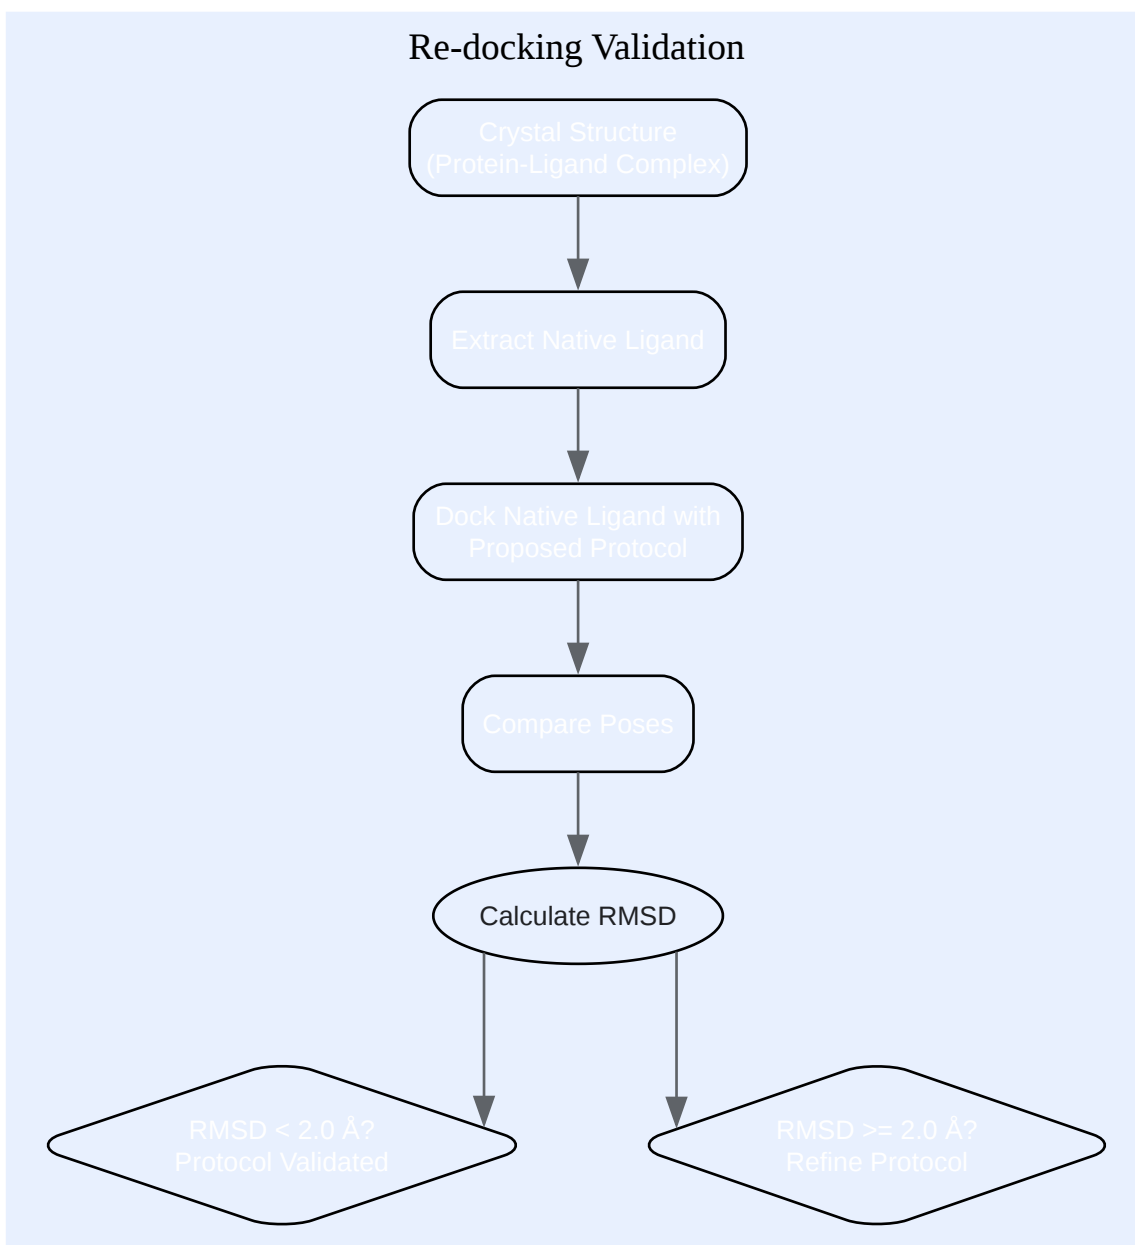 Re-docking Validation
Crystal Structure
(Protein-Ligand Complex)
Extract Native Ligand
Dock Native Ligand with
Proposed Protocol
Compare Poses
Calculate RMSD
RMSD < 2.0 Å?
Protocol Validated
RMSD >= 2.0 Å?
Refine Protocol